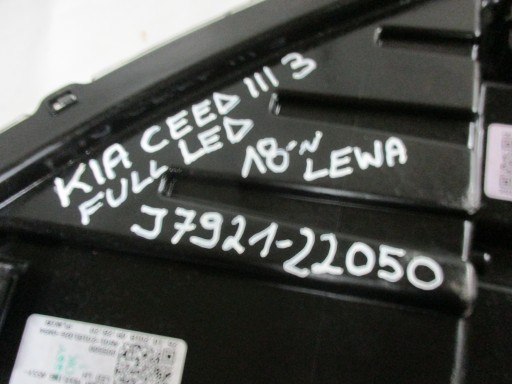 KIA CEED III 3
FULL LED 18-N LEWA
J7921-22050